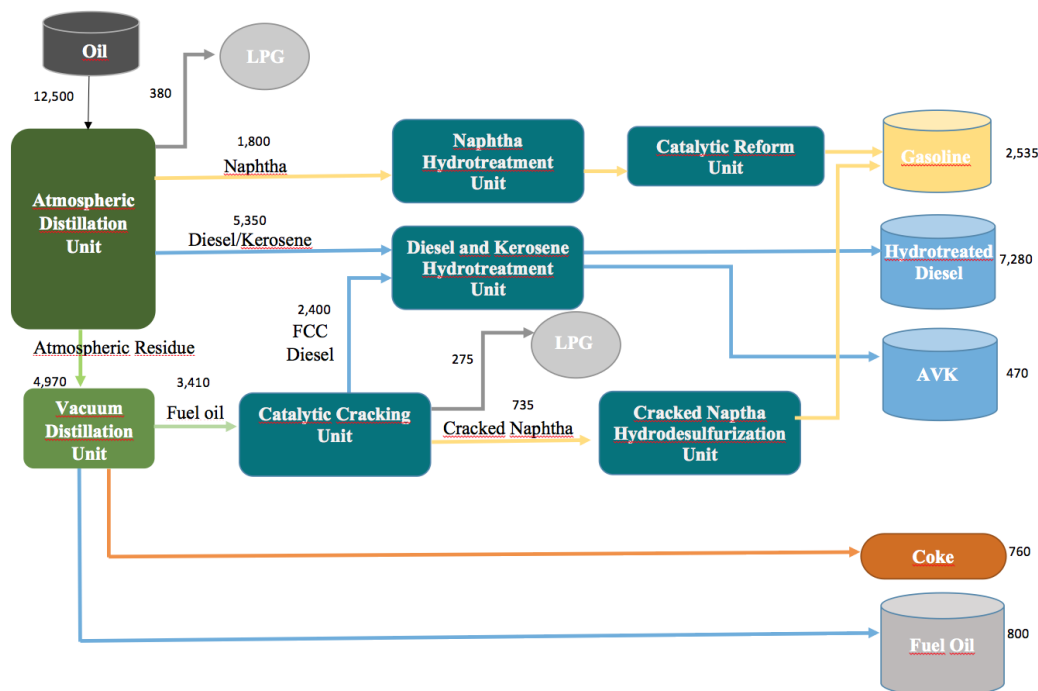 Oil
LPG
12,500
380
1,800
Naphtha
Naphtha
Hydrotreatment
Unit
Catalytic Reform
Unit
Gasoline
2,535
Atmospheric
Distillation
Unit
5,350
Diesel/Kerosene
Diesel and Kerosene
Hydrotreatment
Unit
Hydrotreated
Diesel
7,280
2,400
FCC
Diesel
LPG
275
Atmospheric Residue
4,970
3,410
Fuel oil
Vacuum
Distillation
Unit
Catalytic Cracking
Unit
735
Cracked Naphtha
Cracked Naptha
Hydrodesulfurization
Unit
AVK
470
Coke
760
Fuel Oil
800